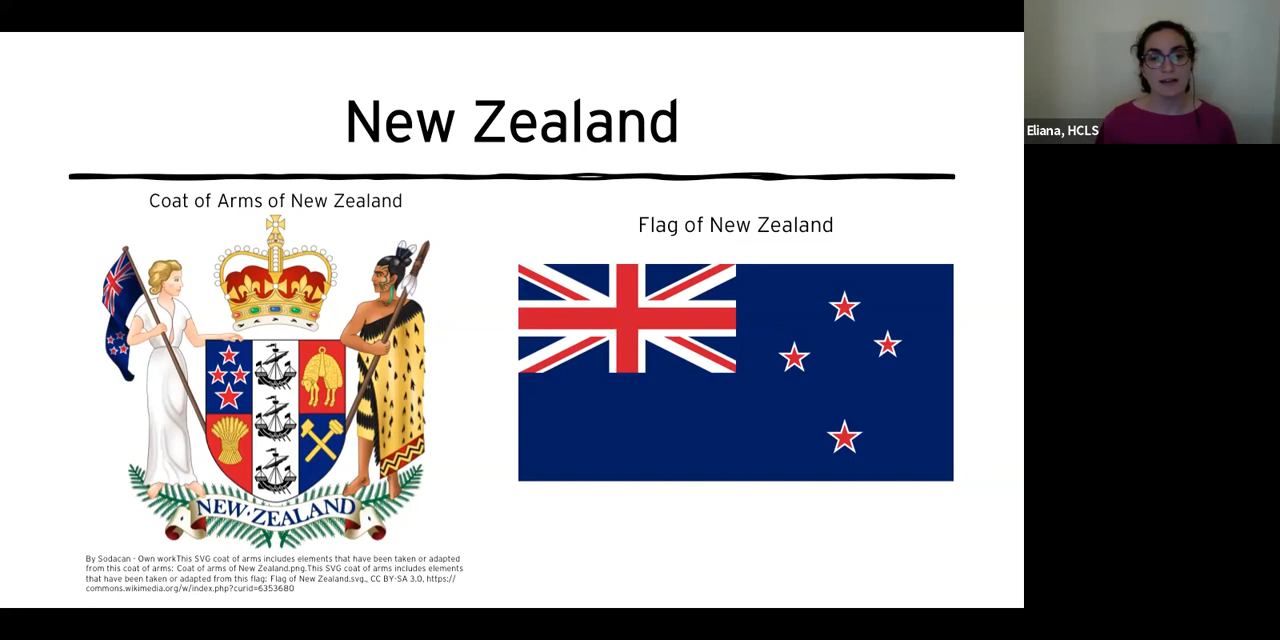 New Zealand
Coat of Arms of New Zealand
Flag of New Zealand
NEW·ZEALAND
By Sodacan - Own workThis SVG coat of arms includes elements that have been taken or adapted
from this coat of arms: Coat of arms of New Zealand.png.This SVG coat of arms includes elements
that have been taken or adapted from this flag: Flag of New Zealand.svg., CC BY-SA 3.0, https://
commons.wikimedia.org/w/index.php?curid=6353680
Eliana, HCLS